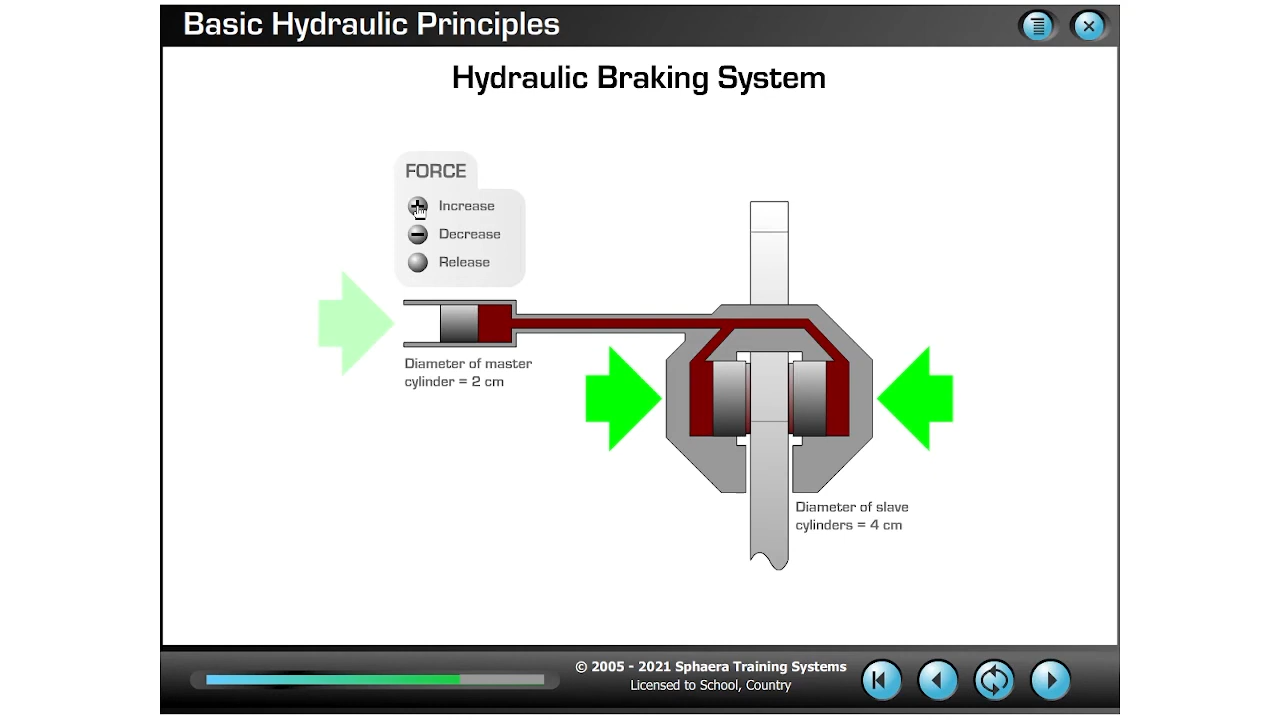 Basic Hydraulic Principles
Hydraulic Braking System
FORCE
Increase
Decrease
Release
Diameter of master
cylinder = 2 cm
Diameter of slave
cylinders = 4 cm
© 2005 - 2021 Sphaera Training Systems
Licensed to School, Country